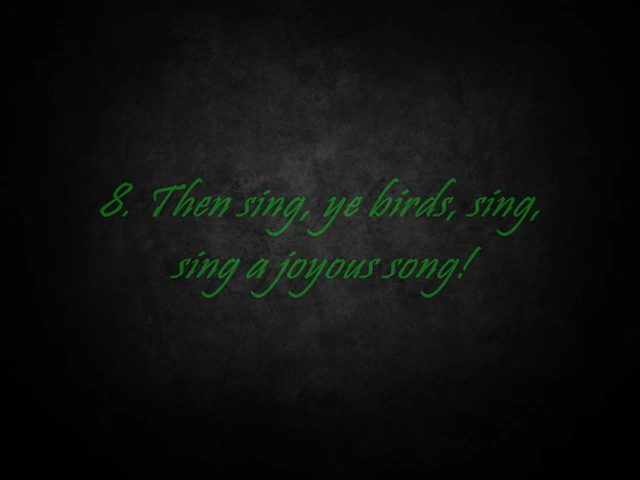 8. Then sing, ye birds, sing,
sing a joyous song!